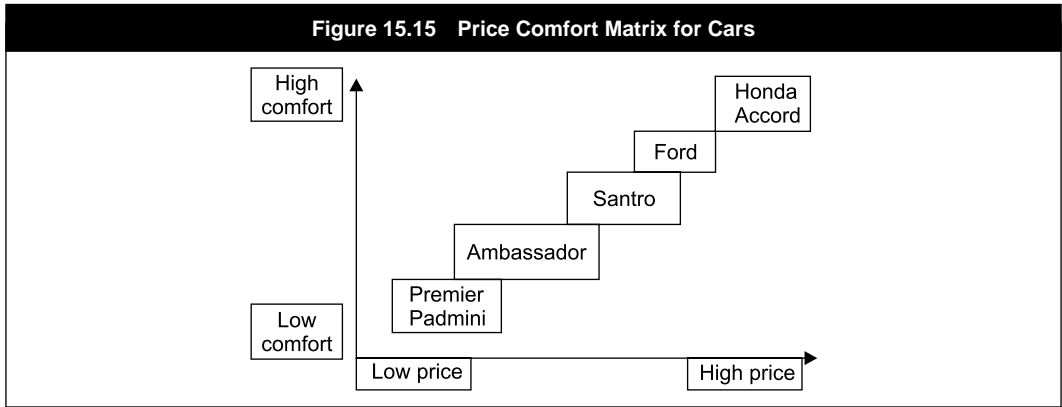 Figure 15.15 Price Comfort Matrix for Cars
High
comfort
Honda
Accord
Ford
Santro
Ambassador
Premier
Padmini
Low
comfort
Low price
High price